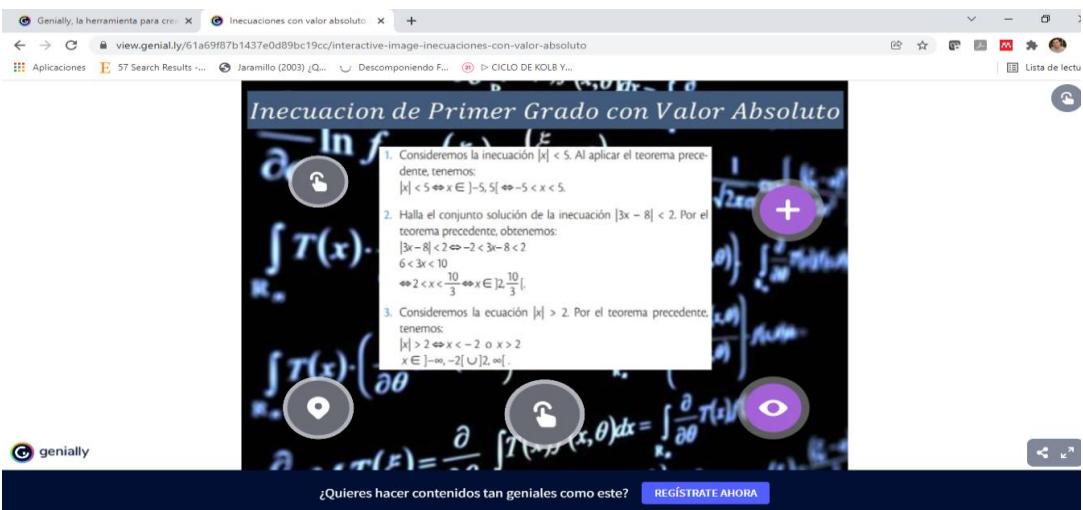 Genially, la herramienta para cre
Inecuaciones con valor absoluto
view.genial.ly/61a69f87b1437e0d89bc19cc/interactive-image-inecuaciones-con-valor-absoluto
Aplicaciones 57 Search Results -... Jaramillo (2003) ¿Q... Descomponiendo F... ▷ CICLO DE KOLB Y... Lista de lectu
Inecuacion de Primer Grado con Valor Absoluto
1. Consideremos la inecuación |x| < 5. Al aplicar el teorema prece-
dente, tenemos:
|x| < 5 ⇔ x ∈ ]–5, 5[ ⇔ –5 < x < 5.
2. Halla el conjunto solución de la inecuación |3x – 8| < 2. Por el
teorema precedente, obtenemos:
|3x – 8| < 2 ⇔ –2 < 3x – 8 < 2
6 < 3x < 10
⇔ 2 < x < 10/3 ⇔ x ∈ ]2, 10/3 [.
3. Consideremos la ecuación |x| > 2. Por el teorema precedente,
tenemos:
|x| > 2 ⇔ x < – 2 o x > 2
x ∈ ]–∞, –2[ ∪ ]2, ∞[ .
ln
∫ T(x)·
∫ T(x)·( ∂/∂θ
∂ ∫ T(x) (x,θ)dx = ∫ ∂/∂θ T(x)
genially
¿Quieres hacer contenidos tan geniales como este? REGÍSTRATE AHORA